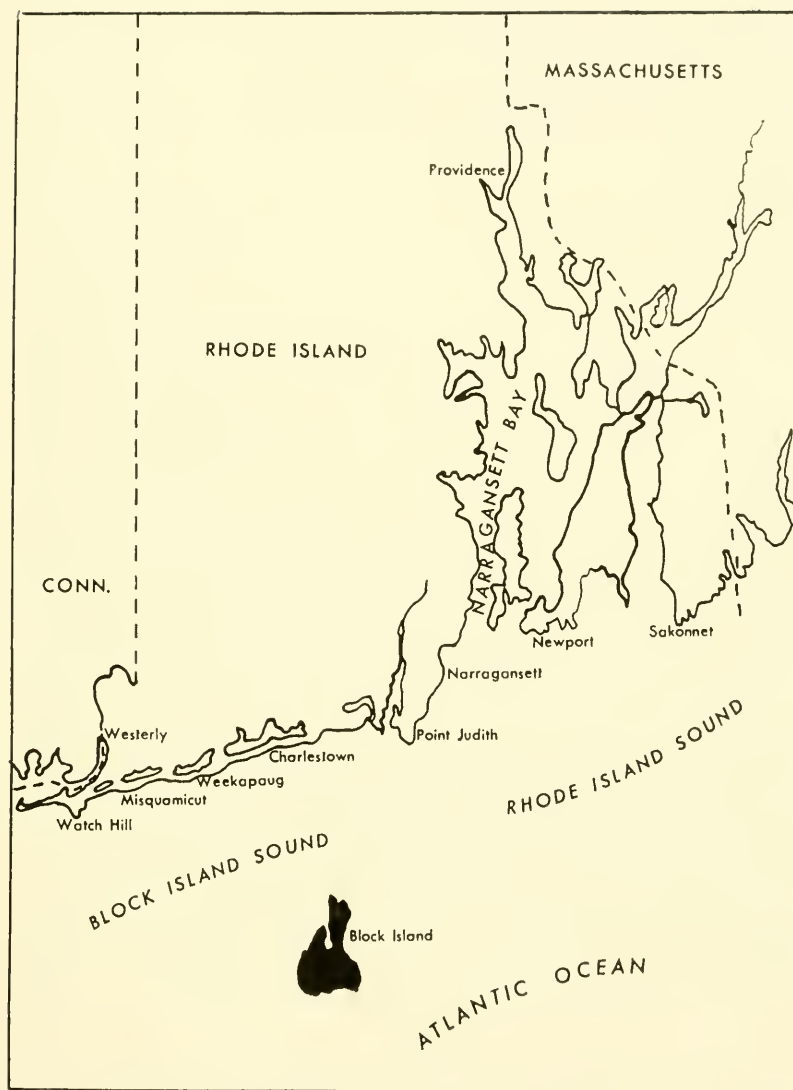 MASSACHUSETTS
Providence
RHODE ISLAND
NARRAGANSETT BAY
CONN.
Newport
Sakonnet
Narragansett
Westerly
Point Judith
Charlestown
Weekapaug
Misquamicut
Watch Hill
RHODE ISLAND SOUND
BLOCK ISLAND SOUND
Block Island
ATLANTIC OCEAN